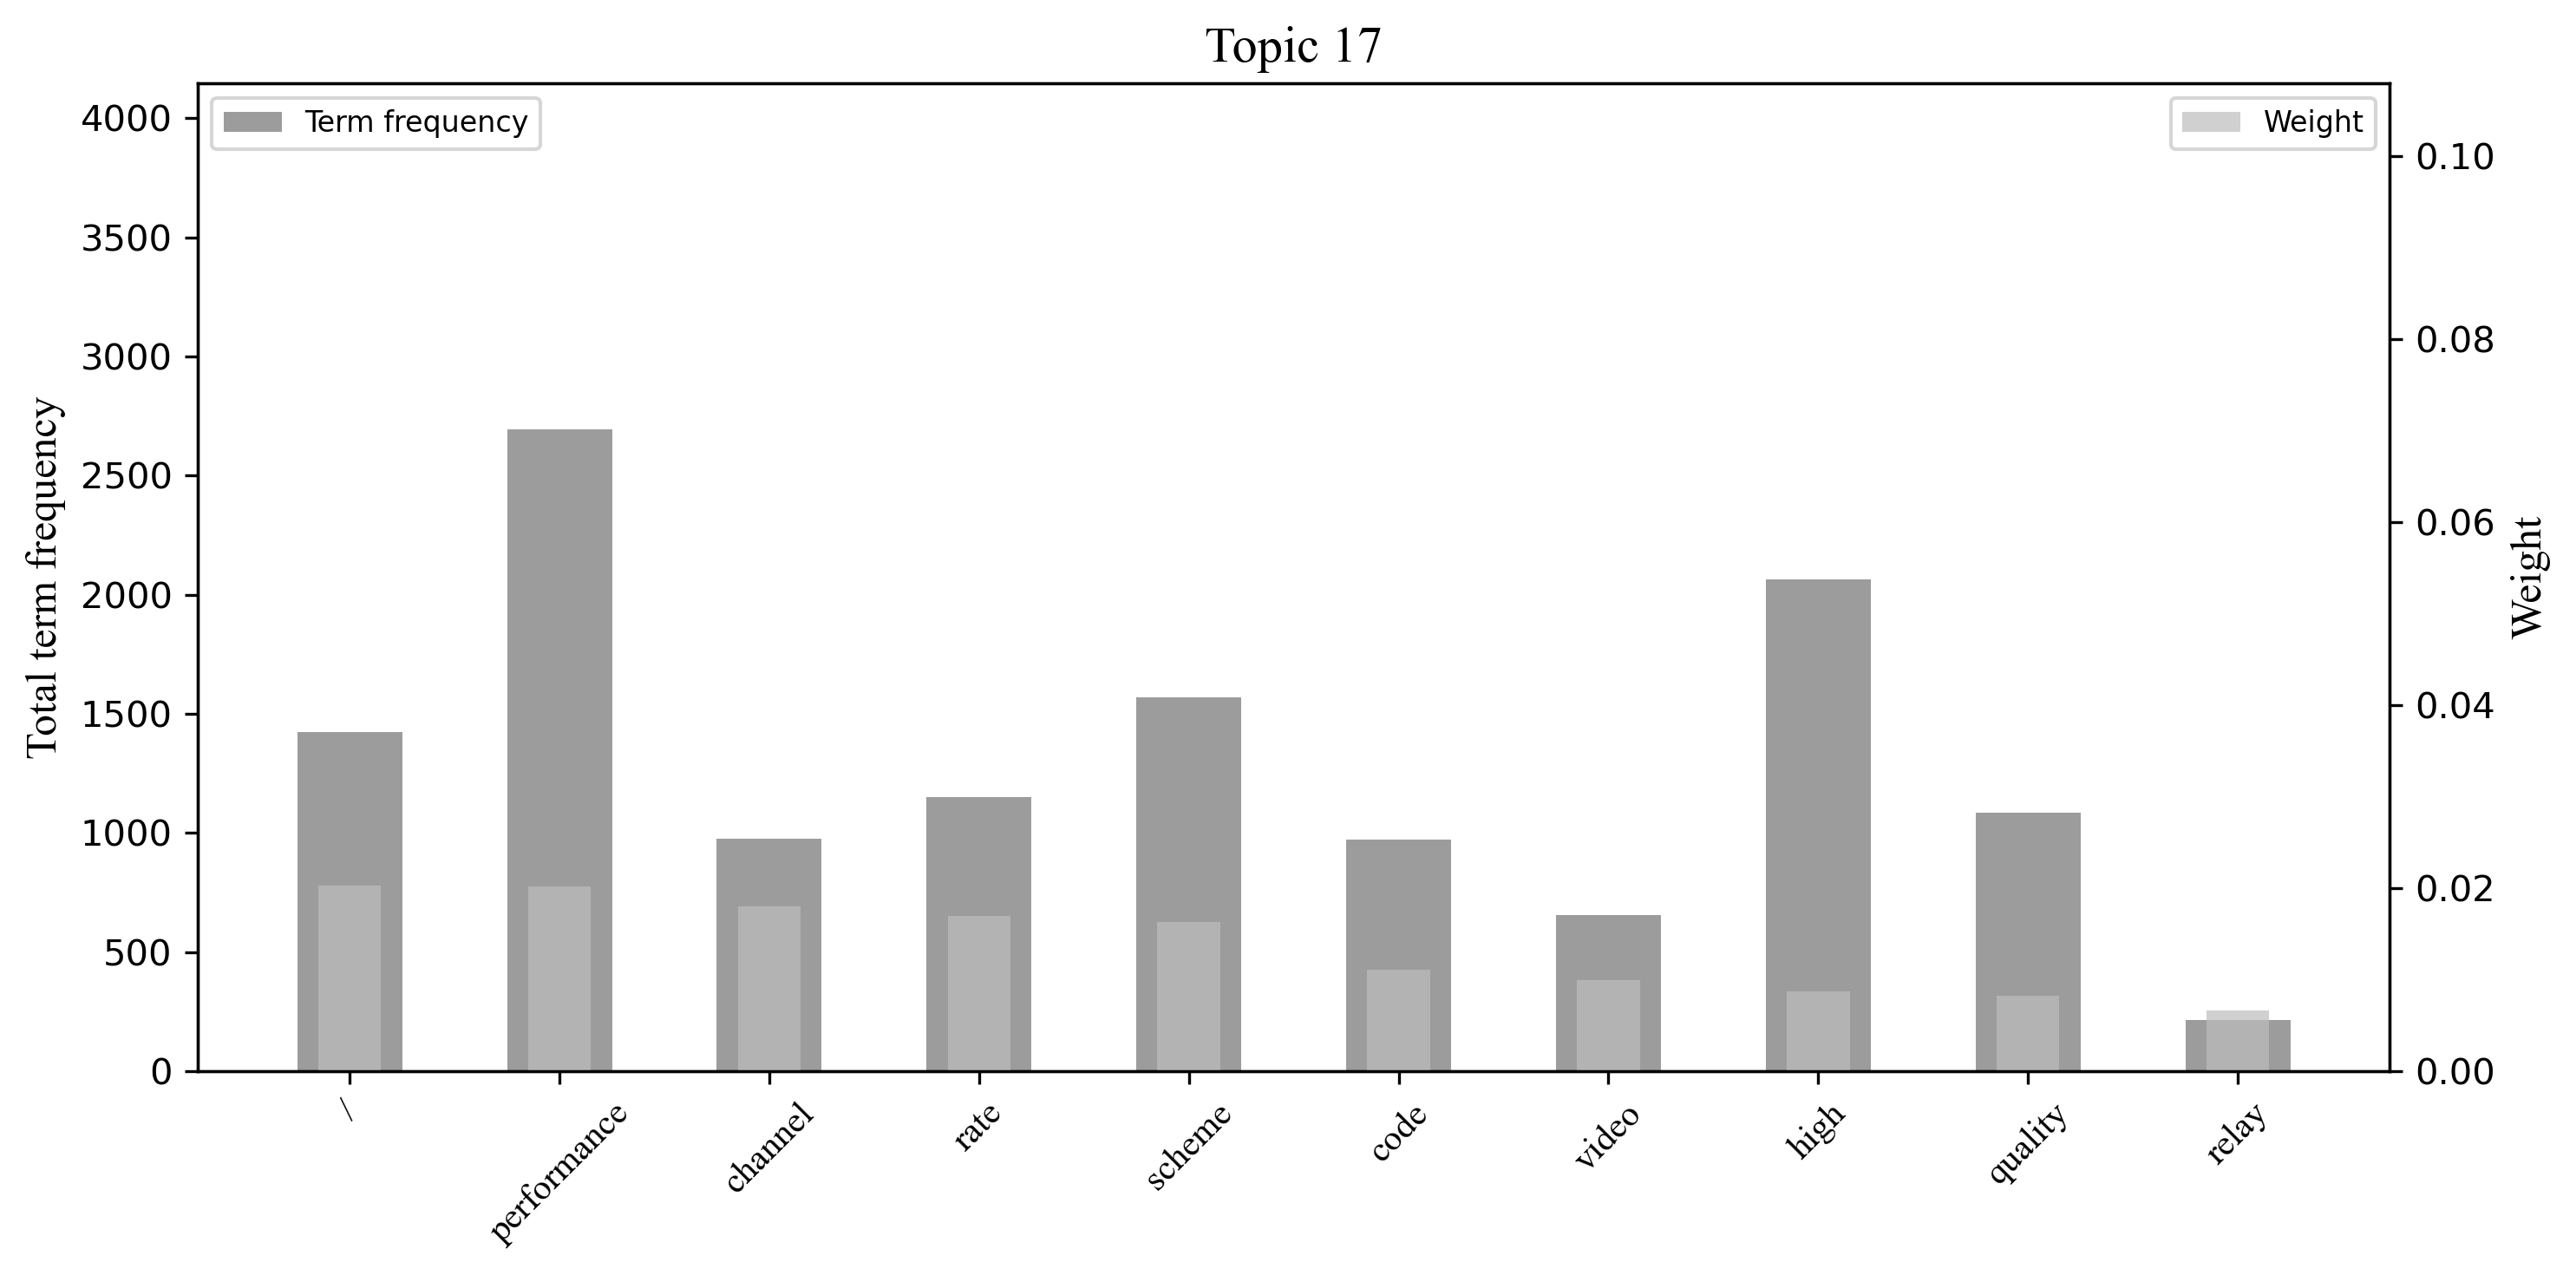 Topic 17
Term frequency
Weight
4000
3500
3000
2500
2000
1500
1000
500
0
Total term frequency
0.10
0.08
0.06
0.04
0.02
0.00
Weight
/
performance
channel
rate
scheme
code
video
high
quality
relay